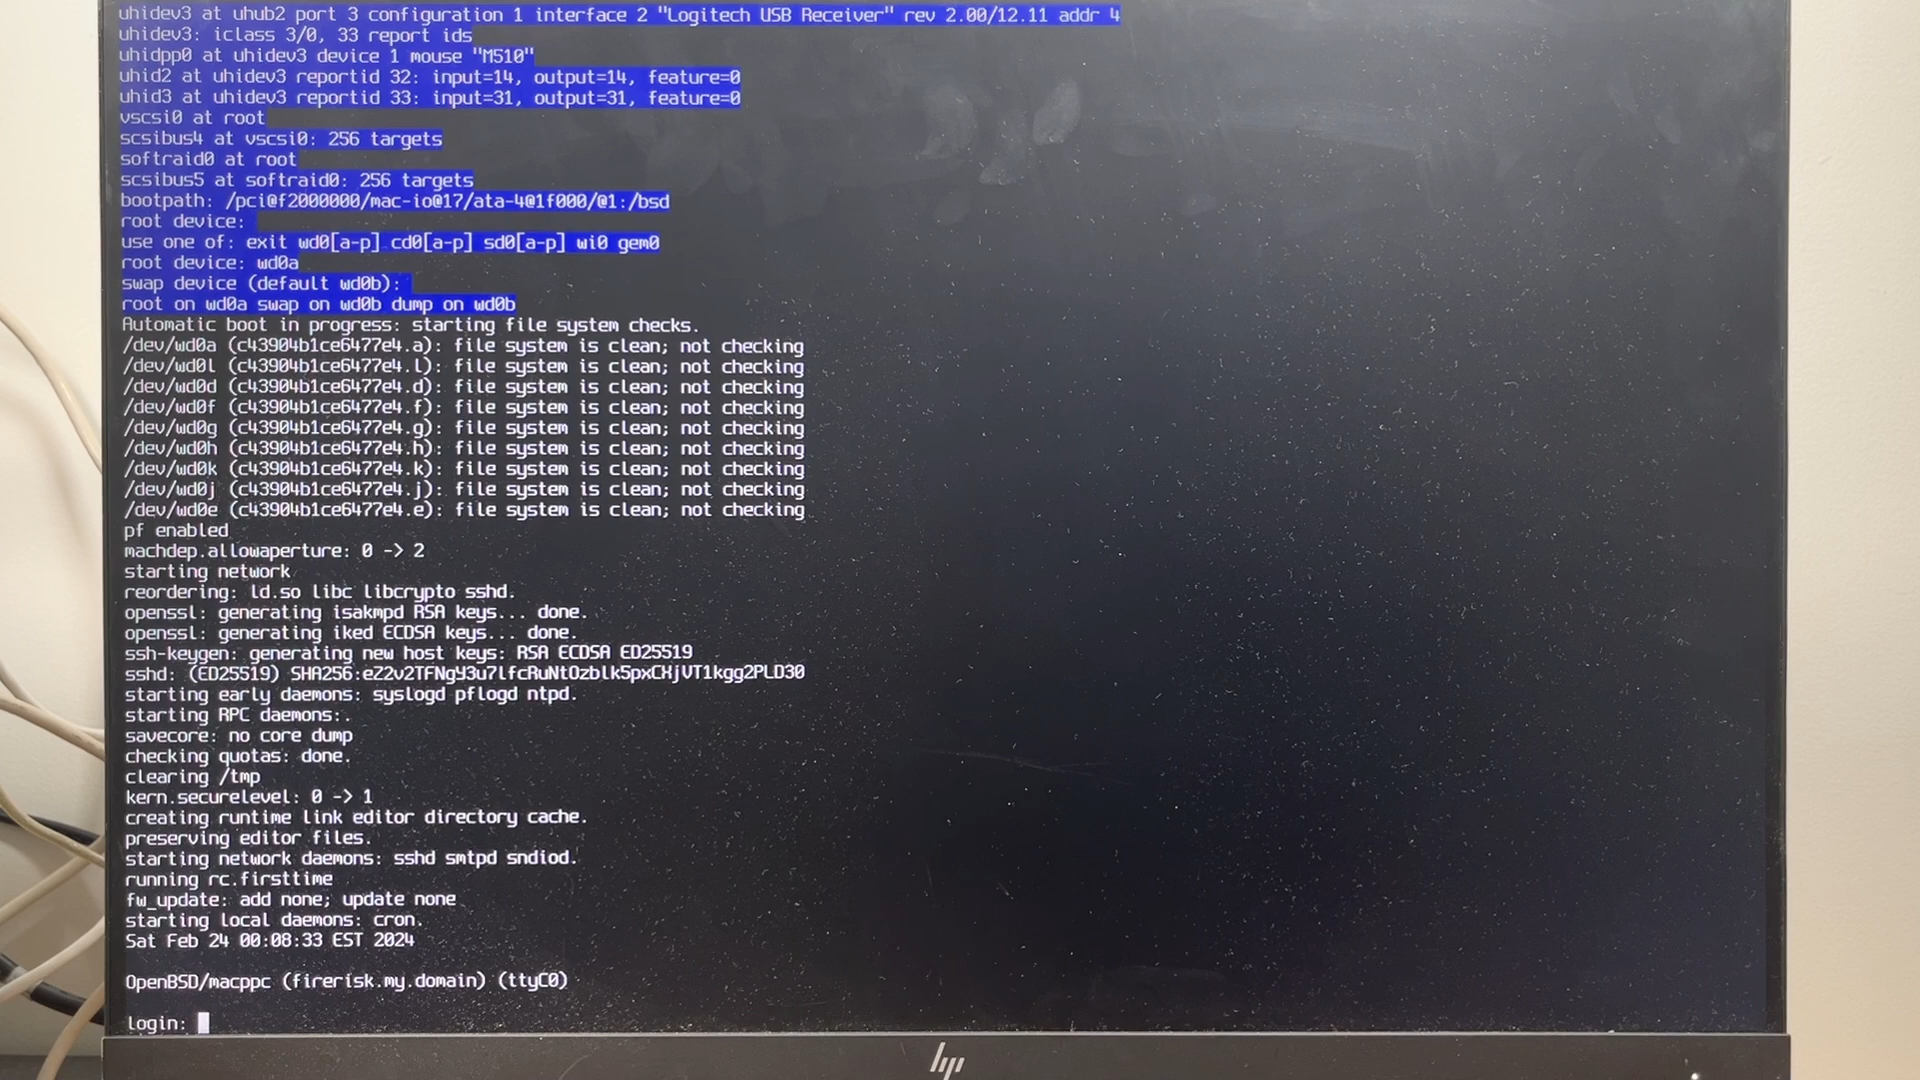 uhidev3 at uhub2 port 3 configuration 1 interface 2 "Logitech USB Receiver" rev 2.00/12.11 addr 4
uhidev3: iclass 3/0, 33 report ids
uhidpp0 at uhidev3 device 1 mouse "M510"
uhid2 at uhidev3 reportid 32: input=14, output=14, feature=0
uhid3 at uhidev3 reportid 33: input=31, output=31, feature=0
vscsi0 at root
scsibus4 at vscsi0: 256 targets
softraid0 at root
scsibus5 at softraid0: 256 targets
bootpath: /pci@f2000000/mac-io@17/ata-4@1f000/@1:/bsd
root device:
use one of: exit wd0[a-p] cd0[a-p] sd0[a-p] wi0 gem0
root device: wd0a
swap device (default wd0b):
root on wd0a swap on wd0b dump on wd0b
Automatic boot in progress: starting file system checks.
/dev/wd0a (c43904b1ce6477e4.a): file system is clean; not checking
/dev/wd0l (c43904b1ce6477e4.l): file system is clean; not checking
/dev/wd0d (c43904b1ce6477e4.d): file system is clean; not checking
/dev/wd0f (c43904b1ce6477e4.f): file system is clean; not checking
/dev/wd0g (c43904b1ce6477e4.g): file system is clean; not checking
/dev/wd0h (c43904b1ce6477e4.h): file system is clean; not checking
/dev/wd0k (c43904b1ce6477e4.k): file system is clean; not checking
/dev/wd0j (c43904b1ce6477e4.j): file system is clean; not checking
/dev/wd0e (c43904b1ce6477e4.e): file system is clean; not checking
pf enabled
machdep.allowaperture: 0 -> 2
starting network
reordering: ld.so libc libcrypto sshd.
openssl: generating isakmpd RSA keys... done.
openssl: generating iked ECDSA keys... done.
ssh-keygen: generating new host keys: RSA ECDSA ED25519
sshd: (ED25519) SHA256:eZ2v2TFNgY3u7lfcRuNtOzblk5pxCXjVT1kgg2PLD30
starting early daemons: syslogd pflogd ntpd.
starting RPC daemons:.
savecore: no core dump
checking quotas: done.
clearing /tmp
kern.securelevel: 0 -> 1
creating runtime link editor directory cache.
preserving editor files.
starting network daemons: sshd smtpd sndiod.
running rc.firsttime
fw_update: add none; update none
starting local daemons: cron.
Sat Feb 24 00:08:33 EST 2024
OpenBSD/macppc (firerisk.my.domain) (ttyC0)
login:
hp